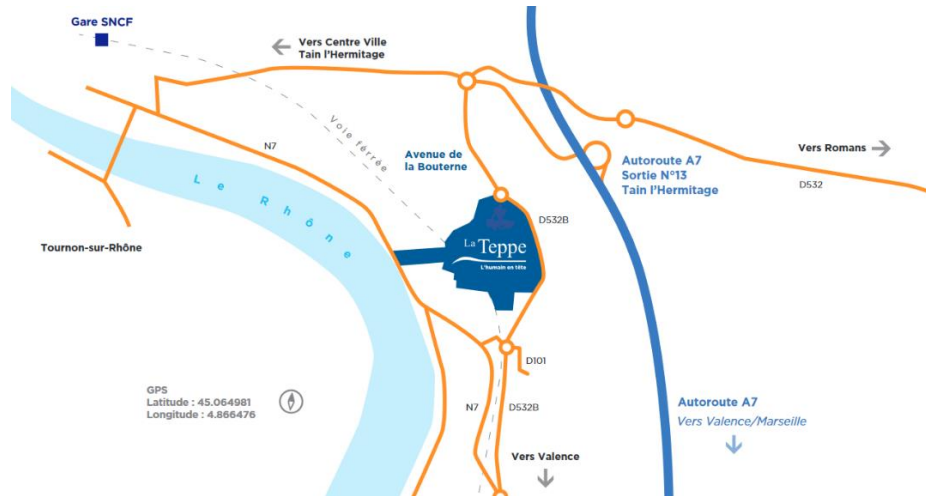 Gare SNCF
Vers Centre Ville
Tain l'Hermitage
N7
Voie férrée
Avenue de
la Bouterne
Autoroute A7
Sortie N°13
Tain l'Hermitage
Vers Romans
D532
Le Rhône
D532B
La Teppe
L'humain en tête
Tournon-sur-Rhône
D101
GPS
Latitude : 45.064981
Longitude : 4.866476
N7
D532B
Autoroute A7
Vers Valence/Marseille
Vers Valence